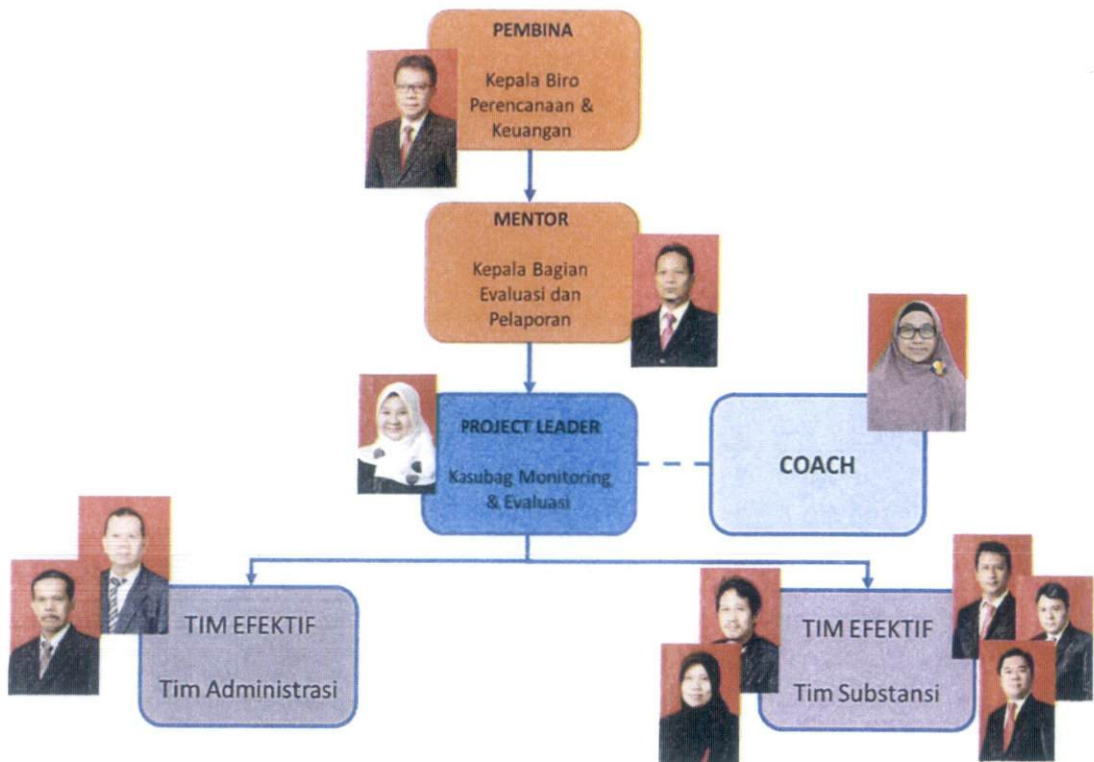 PEMBINA
Kepala Biro
Perencanaan &
Keuangan
MENTOR
Kepala Bagian
Evaluasi dan
Pelaporan
PROJECT LEADER
Kasubag Monitoring
& Evaluasi
COACH
TIM EFEKTIF
Tim Administrasi
TIM EFEKTIF
Tim Substansi